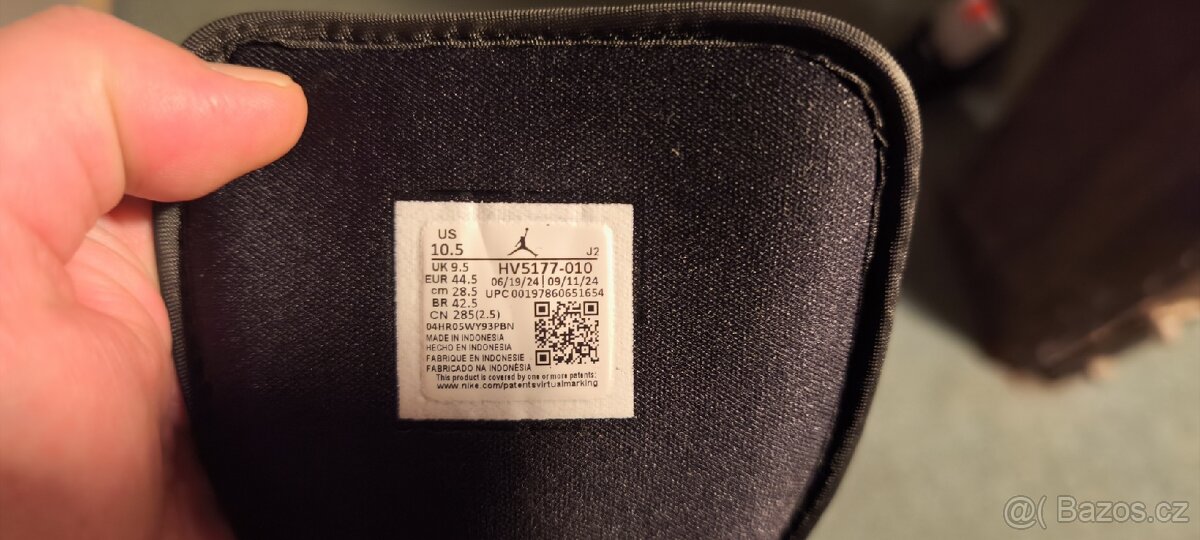 US
10.5
J2
UK 9.5
HV5177-010
EUR 44.5
06/19/24 | 09/11/24
cm 28.5
UPC 00197860651654
BR 42.5
CN 285(2.5)
04HR05WY93PBN
MADE IN INDONESIA
HECHO EN INDONESIA
FABRIQUE EN INDONESIE
FABRICADO NA INDONÉSIA
This product is covered by one or more patents:
www.nike.com/patentsvirtualmarking
@( Bazos.cz